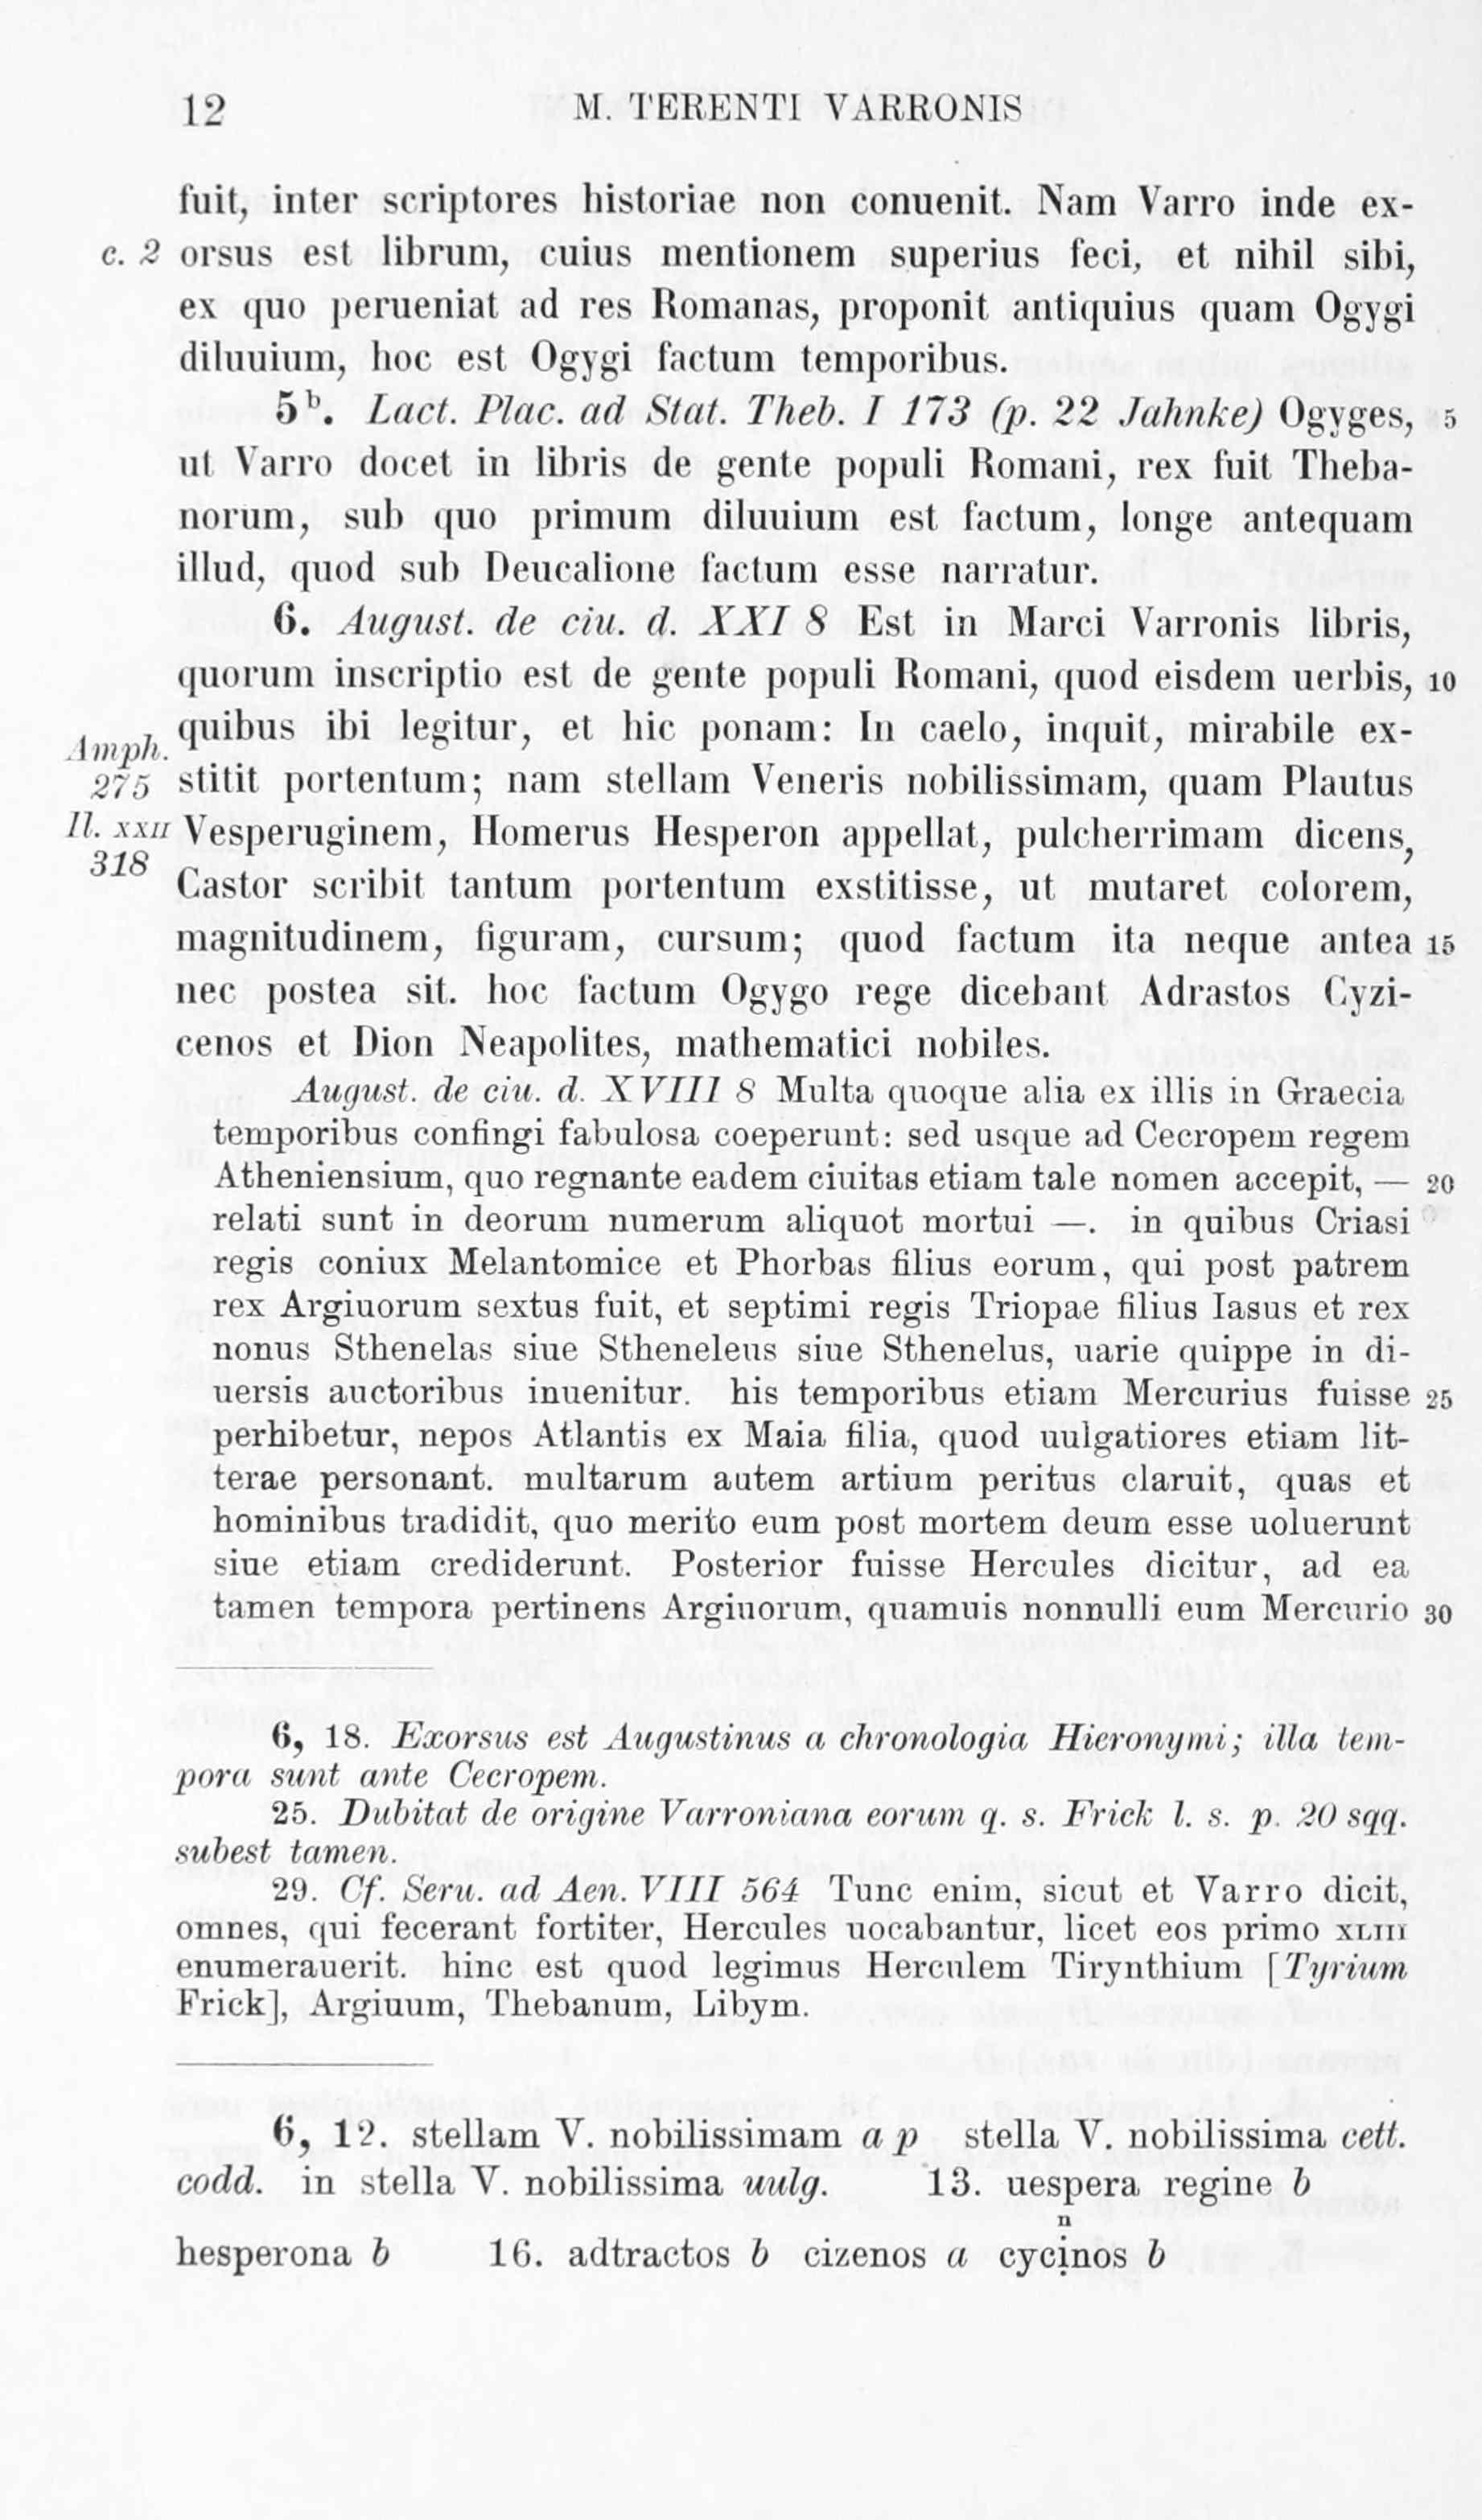 12 M. TERENTI VARRONIS
fuit, inter scriptores historiae non conuenit. Nam Varro inde ex-
c. 2 orsus est librum, cuius mentionem superius feci, et nihil sibi,
ex quo perueniat ad res Romanas, proponit antiquius quam Ogygi
diluuium, hoc est Ogygi factum temporibus.
5ᵇ. Lact. Plac. ad Stat. Theb. I 173 (p. 22 Jahnke) Ogyges, 5
ut Varro docet in libris de gente populi Romani, rex fuit Theba-
norum, sub quo primum diluuium est factum, longe antequam
illud, quod sub Deucalione factum esse narratur.
6. August. de ciu. d. XXI 8 Est in Marci Varronis libris,
quorum inscriptio est de gente populi Romani, quod eisdem uerbis, 10
Amph. quibus ibi legitur, et hic ponam: In caelo, inquit, mirabile ex-
275 stitit portentum; nam stellam Veneris nobilissimam, quam Plautus
Il. XXII Vesperuginem, Homerus Hesperon appellat, pulcherrimam dicens,
318 Castor scribit tantum portentum exstitisse, ut mutaret colorem,
magnitudinem, figuram, cursum; quod factum ita neque antea 15
nec postea sit. hoc factum Ogygo rege dicebant Adrastos Cyzi-
cenos et Dion Neapolites, mathematici nobiles.
August. de ciu. d. XVIII 8 Multa quoque alia ex illis in Graecia
temporibus confingi fabulosa coeperunt: sed usque ad Cecropem regem
Atheniensium, quo regnante eadem ciuitas etiam tale nomen accepit, — 20
relati sunt in deorum numerum aliquot mortui —. in quibus Criasi
regis coniux Melantomice et Phorbas filius eorum, qui post patrem
rex Argiuorum sextus fuit, et septimi regis Triopae filius Iasus et rex
nonus Sthenelas siue Stheneleus siue Sthenelus, uarie quippe in di-
uersis auctoribus inuenitur. his temporibus etiam Mercurius fuisse 25
perhibetur, nepos Atlantis ex Maia filia, quod uulgatiores etiam lit-
terae personant. multarum autem artium peritus claruit, quas et
hominibus tradidit, quo merito eum post mortem deum esse uoluerunt
siue etiam crediderunt. Posterior fuisse Hercules dicitur, ad ea
tamen tempora pertinens Argiuorum, quamuis nonnulli eum Mercurio 30
6, 18. Exorsus est Augustinus a chronologia Hieronymi; illa tem-
pora sunt ante Cecropem.
25. Dubitat de origine Varroniana eorum q. s. Frick l. s. p. 20 sqq.
subest tamen.
29. Cf. Seru. ad Aen. VIII 564 Tunc enim, sicut et Varro dicit,
omnes, qui fecerant fortiter, Hercules uocabantur, licet eos primo XLIII
enumerauerit. hinc est quod legimus Herculem Tirynthium [Tyrium
Frick], Argiuum, Thebanum, Libym.
6, 12. stellam V. nobilissimam a p stella V. nobilissima cett.
codd. in stella V. nobilissima uulg. 13. uespera regine b
n
hesperona b 16. adtractos b cizenos a cycịnos b